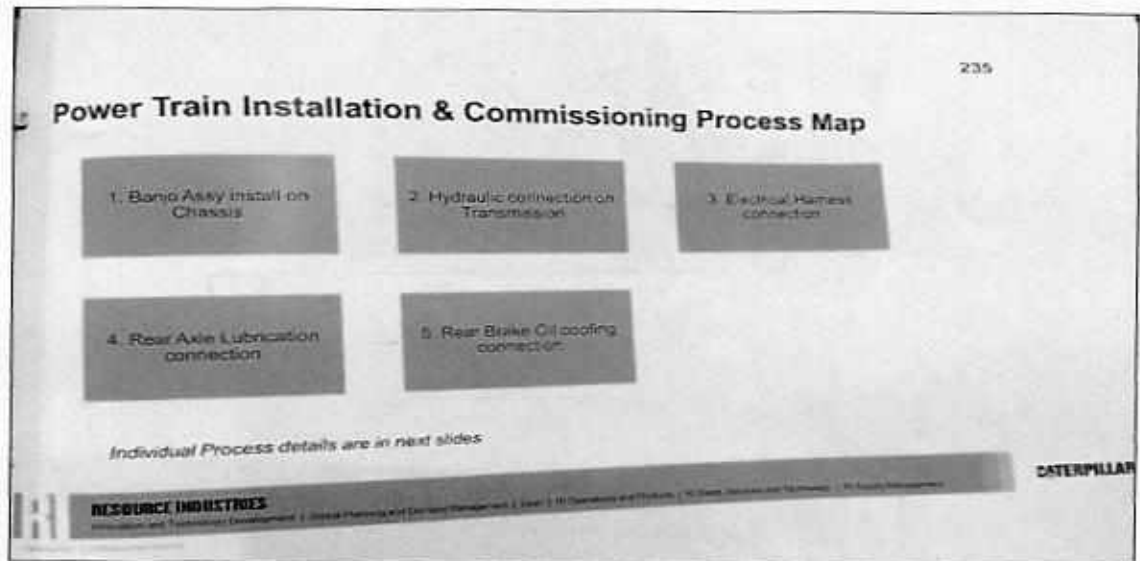 235
Power Train Installation & Commissioning Process Map
1. Banjo Assy install on
Chassis
2. Hydraulic connection on
Transmission
3. Electrical Harness
connection
4. Rear Axle Lubrication
connection
5. Rear Brake Oil cooling
connection
Individual Process details are in next slides
RESOURCE INDUSTRIES
CATERPILLAR